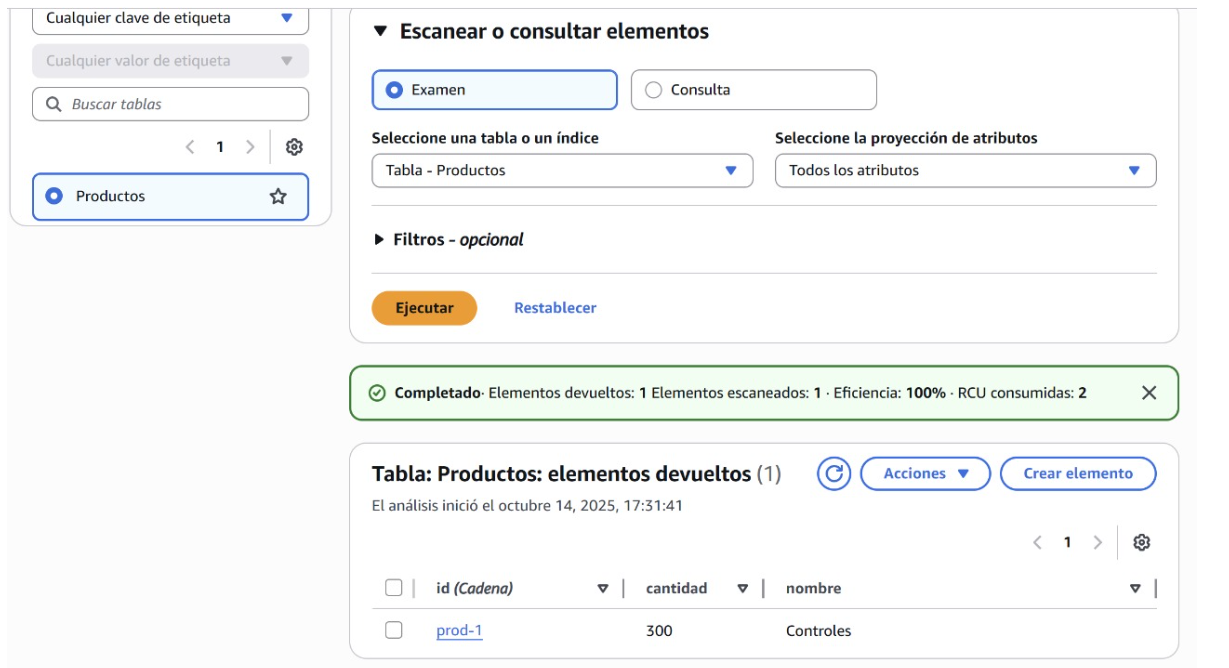 Cualquier clave de etiqueta
Cualquier valor de etiqueta
Buscar tablas
1
Productos
Escanear o consultar elementos
Examen
Consulta
Seleccione una tabla o un índice
Seleccione la proyección de atributos
Tabla - Productos
Todos los atributos
Filtros - opcional
Ejecutar
Restablecer
Completado· Elementos devueltos: 1 Elementos escaneados: 1 · Eficiencia: 100% · RCU consumidas: 2
Tabla: Productos: elementos devueltos (1)
Acciones
Crear elemento
El análisis inició el octubre 14, 2025, 17:31:41
1
id (Cadena)
cantidad
nombre
prod-1
300
Controles